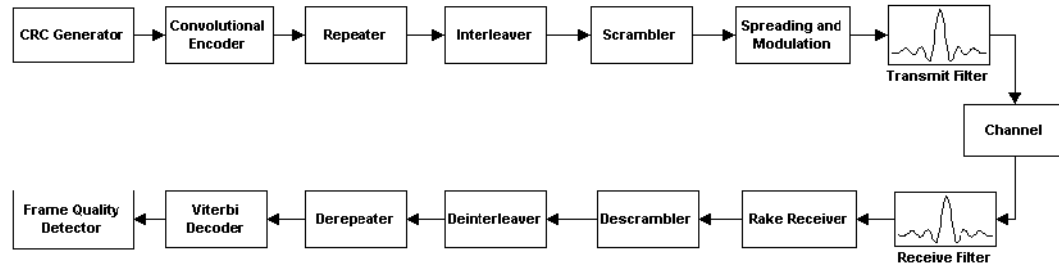 CRC Generator
Convolutional
Encoder
Repeater
Interleaver
Scrambler
Spreading and
Modulation
Transmit Filter
Channel
Frame Quality
Detector
Viterbi
Decoder
Derepeater
Deinterleaver
Descrambler
Rake Receiver
Receive Filter